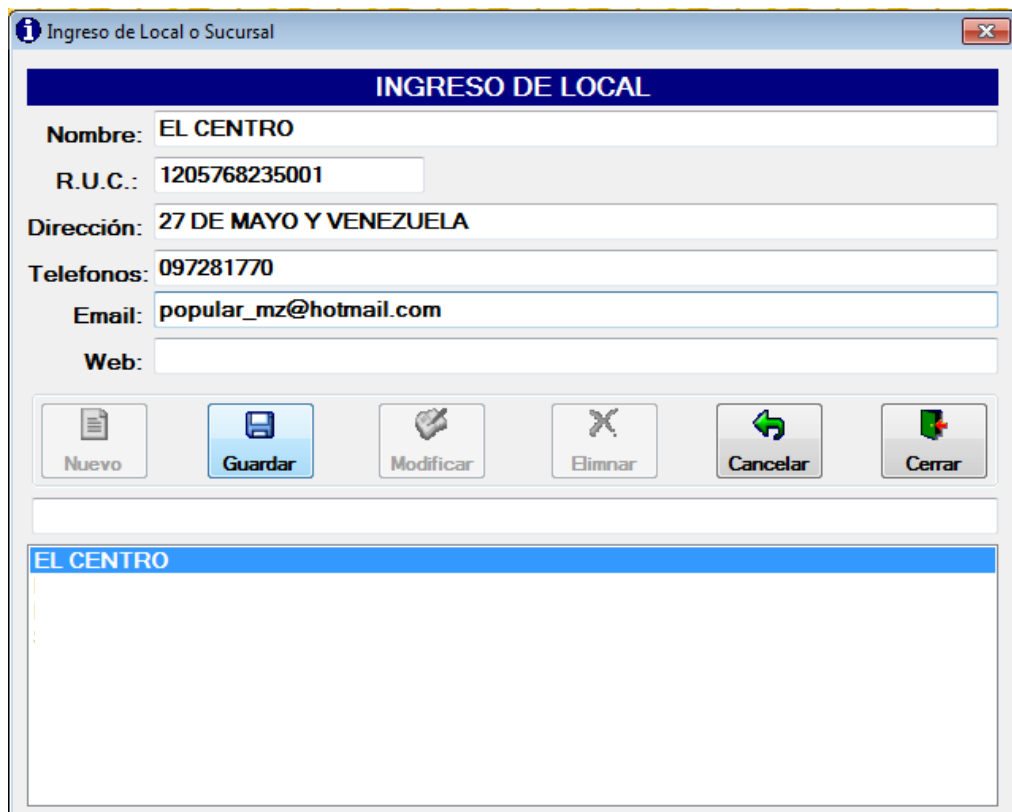 Ingreso de Local o Sucursal
INGRESO DE LOCAL
Nombre: EL CENTRO
R.U.C.: 1205768235001
Dirección: 27 DE MAYO Y VENEZUELA
Telefonos: 097281770
Email: popular_mz@hotmail.com
Web:
Nuevo Guardar Modificar Elimnar Cancelar Cerrar
EL CENTRO